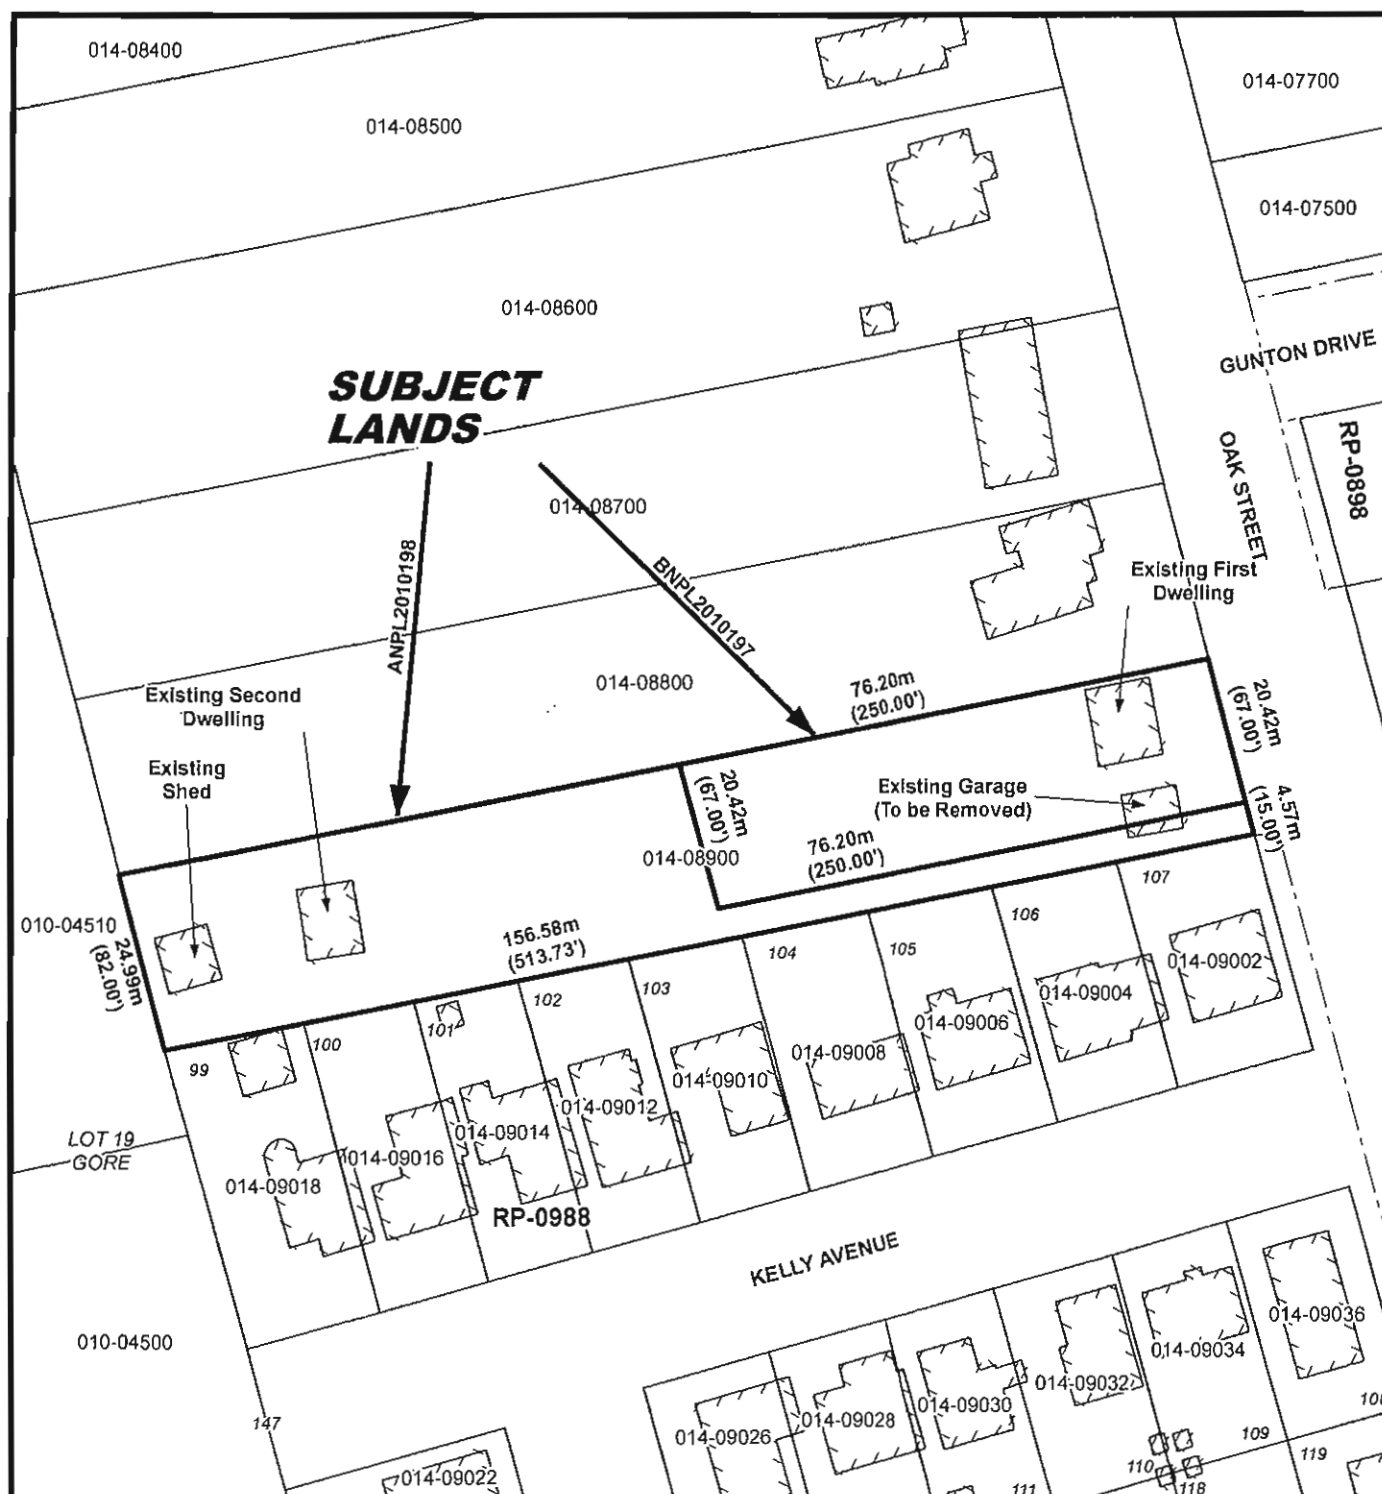 014-08400
014-08500
014-07700
014-07500
014-08600
GUNTON DRIVE
SUBJECT
LANDS
OAK STREET
RP-0898
014-08700
ANPL2010198
BNPL2010197
Existing First
Dwelling
014-08800
Existing Second
Dwelling
76.20m
(250.00')
20.42m
(67.00')
Existing
Shed
20.42m
(67.00')
Existing Garage
(To be Removed)
4.57m
(15.00')
014-08900
76.20m
(250.00')
010-04510
24.99m
(82.00')
156.58m
(513.73')
107
106
105
104
103
102
101
100
99
014-09002
014-09004
014-09006
014-09008
014-09010
014-09012
014-09014
014-09016
014-09018
LOT 19
GORE
RP-0988
KELLY AVENUE
010-04500
014-09036
014-09034
014-09032
014-09030
014-09028
014-09026
014-09022
147
108
109
110
111
118
119